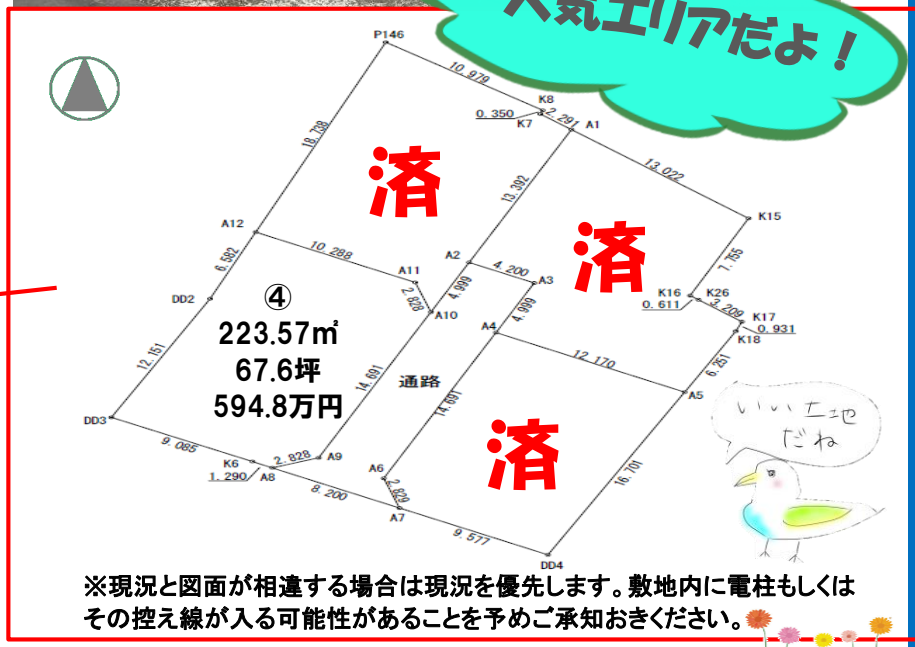 人気エリアだよ！
P146
10.979
K8
0.350
K7
2.291
A1
18.738
済
13.392
13.022
K15
A12
6.582
10.288
A11
2.828
A2
4.999
4.200
A3
済
7.755
DD2
A10
A4
4.999
K16
K26
0.611
3.209
K17
0.931
K18
④
223.57㎡
67.6坪
594.8万円
12.151
14.691
通路
14.691
12.170
6.251
A5
DD3
9.085
K6
1.290
A8
2.828
A9
済
16.701
A6
2.829
8.200
A7
9.577
DD4
いい土地
だね
※現況と図面が相違する場合は現況を優先します。敷地内に電柱もしくは
その控え線が入る可能性があることを予めご承知おきください。